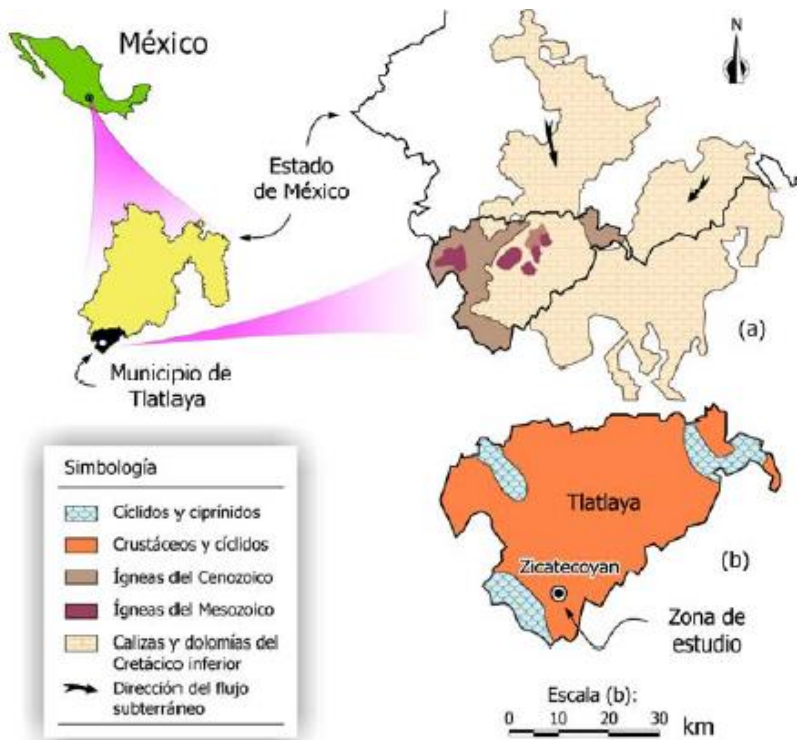 México
N
Estado
de México
(a)
Municipio de
Tlatlaya
Simbología
Cíclidos y ciprínidos
Crustáceos y cíclidos
Ígneas del Cenozoico
Ígneas del Mesozoico
Calizas y dolomías del
Cretácico inferior
Dirección del flujo
subterráneo
Tlatlaya
(b)
Zicatecoyan
Zona de
estudio
Escala (b):
0 10 20 30 km